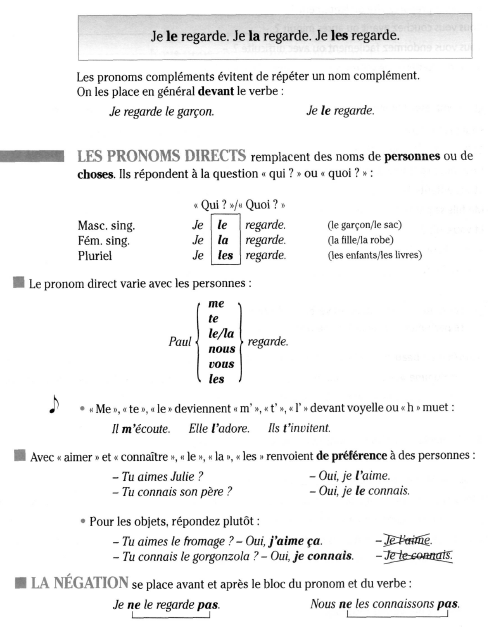 Je le regarde. Je la regarde. Je les regarde.
Les pronoms compléments évitent de répéter un nom complément.
On les place en général devant le verbe :
Je regarde le garçon. Je le regarde.
LES PRONOMS DIRECTS remplacent des noms de personnes ou de
choses. Ils répondent à la question « qui ? » ou « quoi ? » :
« Qui ? »/« Quoi ? »
Masc. sing. Je le regarde. (le garçon/le sac)
Fém. sing. Je la regarde. (la fille/la robe)
Pluriel Je les regarde. (les enfants/les livres)
Le pronom direct varie avec les personnes :
me
te
le/la
Paul nous regarde.
vous
les
• « Me », « te », « le » deviennent « m' », « t' », « l' » devant voyelle ou « h » muet :
Il m'écoute. Elle l'adore. Ils t'invitent.
Avec « aimer » et « connaître », « le », « la », « les » renvoient de préférence à des personnes :
– Tu aimes Julie ? – Oui, je l'aime.
– Tu connais son père ? – Oui, je le connais.
• Pour les objets, répondez plutôt :
– Tu aimes le fromage ? – Oui, j'aime ça. – Je l'aime.
– Tu connais le gorgonzola ? – Oui, je connais. – Je le connais.
LA NÉGATION se place avant et après le bloc du pronom et du verbe :
Je ne le regarde pas. Nous ne les connaissons pas.